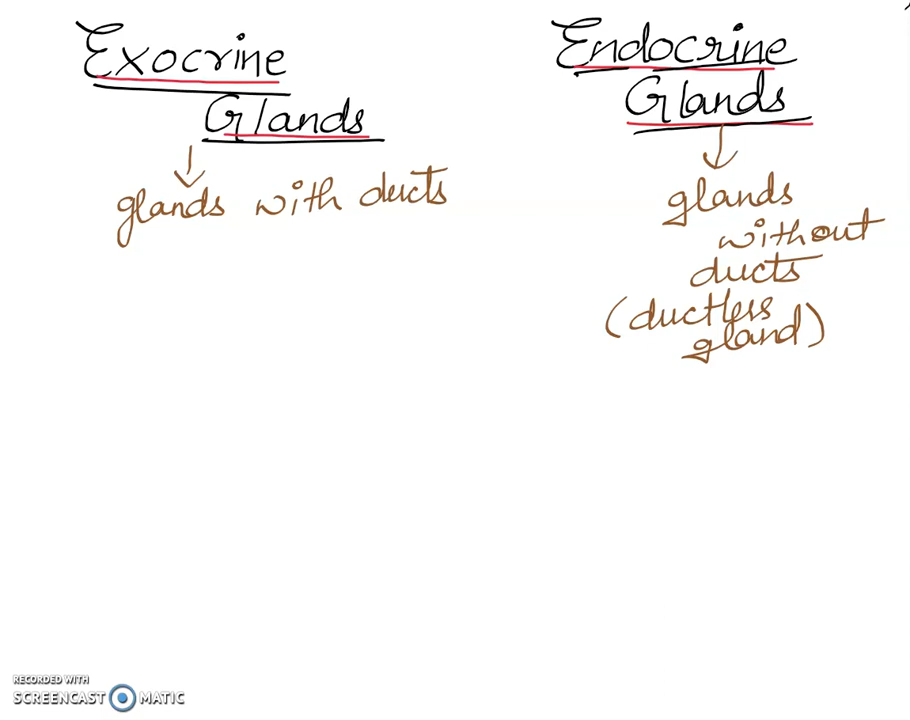 Exocrine
Glands
glands with ducts
Endocrine
Glands
glands
without
ducts
(ductless
gland)
RECORDED WITH
SCREENCAST MATIC